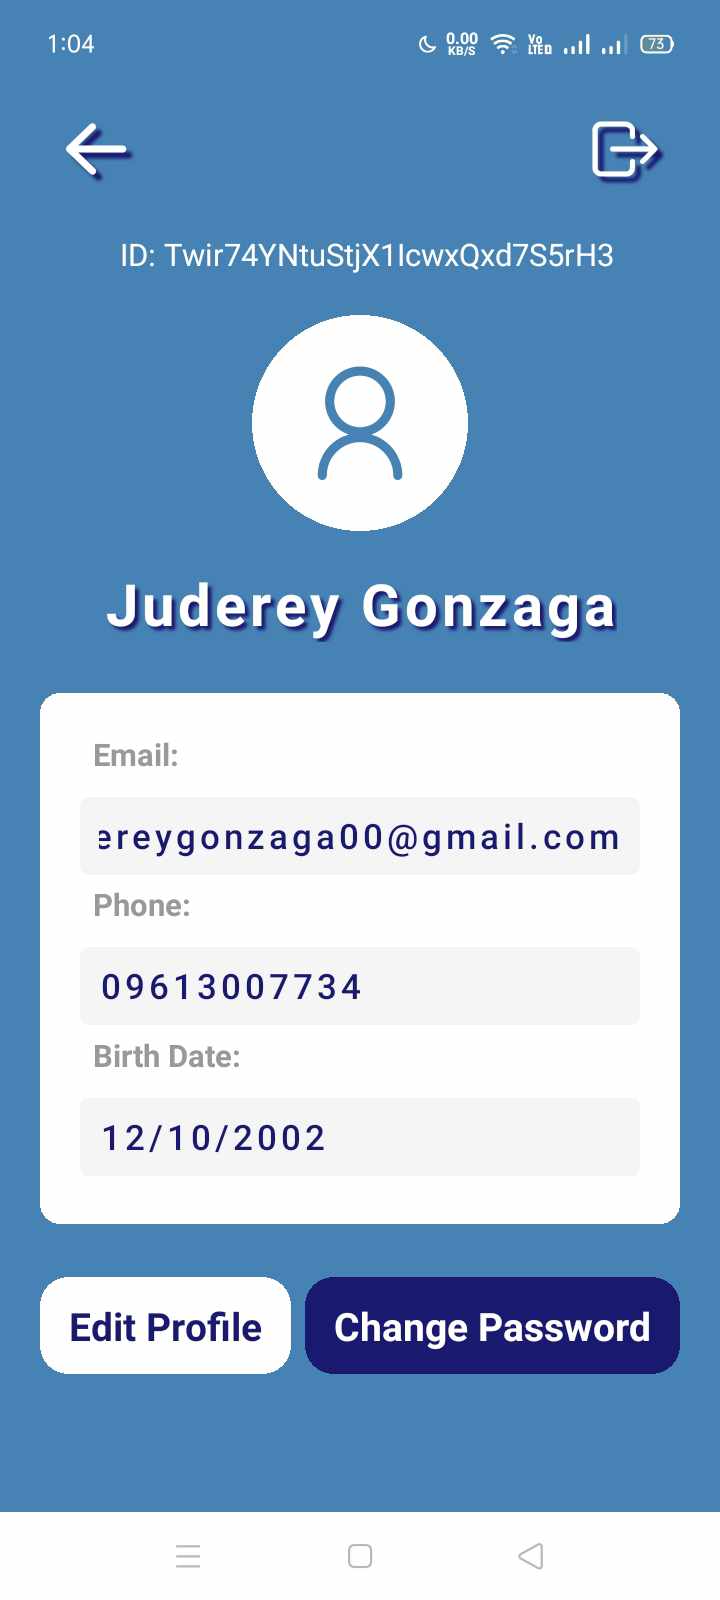 1:04
0.00 KB/S Vo LTE 73
ID: Twir74YNtuStjX1IcwxQxd7S5rH3
Juderey Gonzaga
Email:
ereygonzaga00@gmail.com
Phone:
09613007734
Birth Date:
12/10/2002
Edit Profile Change Password